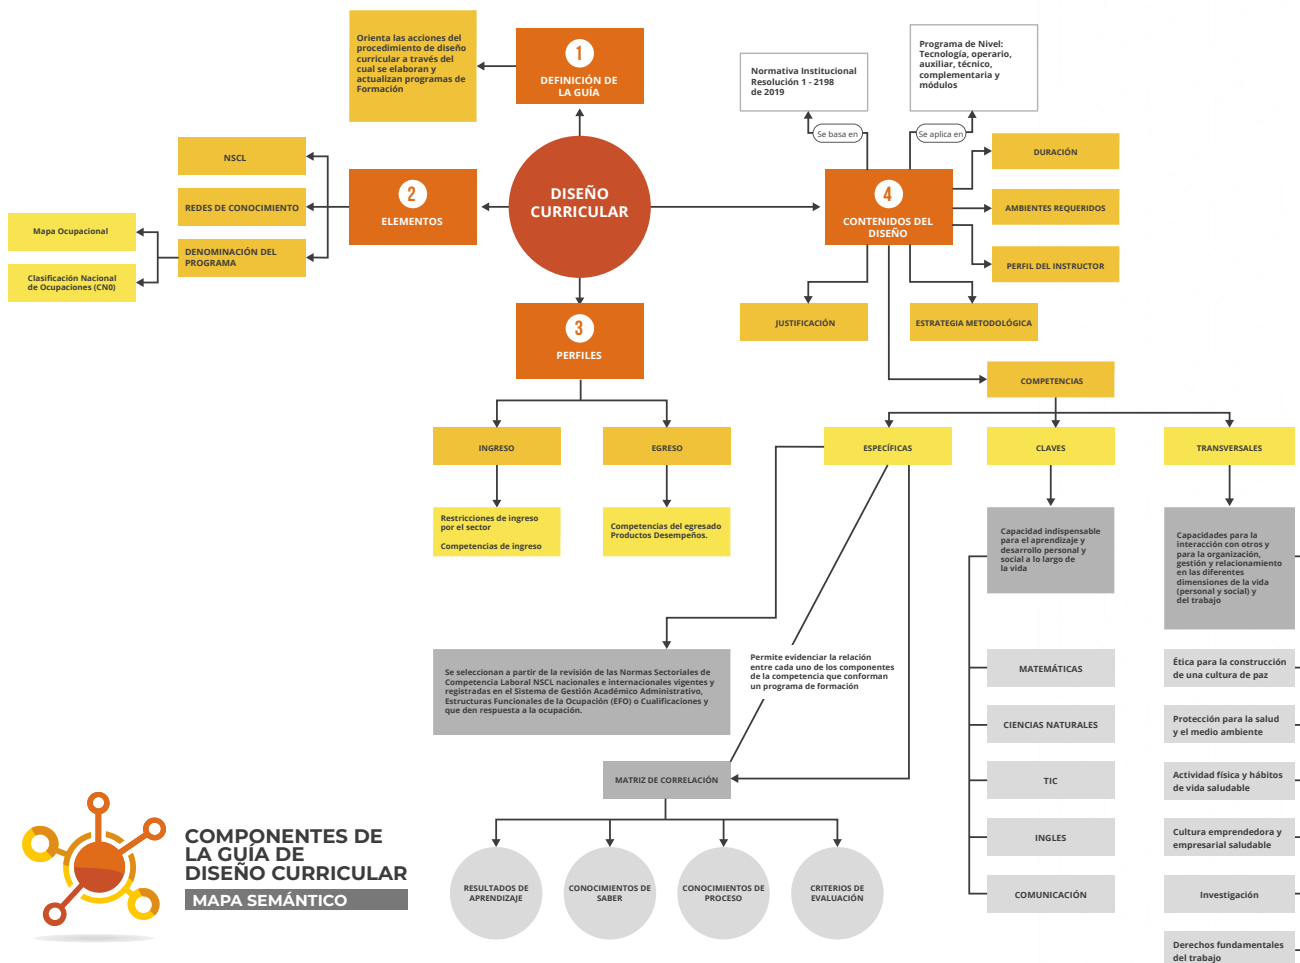 Orienta las acciones del
procedimiento de diseño
curricular a través del
cual se elaboran y
actualizan programas de
Formación
1
DEFINICIÓN DE
LA GUÍA
Normativa Institucional
Resolución 1 - 2198
de 2019
Programa de Nivel:
Tecnología, operario,
auxiliar, técnico,
complementaria y
módulos
Se basa en
Se aplica en
NSCL
REDES DE CONOCIMIENTO
DENOMINACIÓN DEL
PROGRAMA
Mapa Ocupacional
Clasificación Nacional
de Ocupaciones (CN0)
2
ELEMENTOS
DISEÑO
CURRICULAR
4
CONTENIDOS DEL
DISEÑO
DURACIÓN
AMBIENTES REQUERIDOS
PERFIL DEL INSTRUCTOR
JUSTIFICACIÓN
ESTRATEGIA METODOLÓGICA
3
PERFILES
COMPETENCIAS
INGRESO
EGRESO
ESPECÍFICAS
CLAVES
TRANSVERSALES
Restricciones de ingreso
por el sector
Competencias de ingreso
Competencias del egresado
Productos Desempeños.
Capacidad indispensable
para el aprendizaje y
desarrollo personal y
social a lo largo de
la vida
Capacidades para la
interacción con otros y
para la organización,
gestión y relacionamiento
en las diferentes
dimensiones de la vida
(personal y social) y
del trabajo
Se seleccionan a partir de la revisión de las Normas Sectoriales de
Competencia Laboral NSCL nacionales e internacionales vigentes y
registradas en el Sistema de Gestión Académico Administrativo,
Estructuras Funcionales de la Ocupación (EFO) o Cualificaciones y
que den respuesta a la ocupación.
Permite evidenciar la relación
entre cada uno de los componentes
de la competencia que conforman
un programa de formación
MATRIZ DE CORRELACIÓN
RESULTADOS DE
APRENDIZAJE
CONOCIMIENTOS DE
SABER
CONOCIMIENTOS DE
PROCESO
CRITERIOS DE
EVALUACIÓN
MATEMÁTICAS
CIENCIAS NATURALES
TIC
INGLES
COMUNICACIÓN
Ética para la construcción
de una cultura de paz
Protección para la salud
y el medio ambiente
Actividad física y hábitos
de vida saludable
Cultura emprendedora y
empresarial saludable
Investigación
Derechos fundamentales
del trabajo
COMPONENTES DE
LA GUÍA DE
DISEÑO CURRICULAR
MAPA SEMÁNTICO